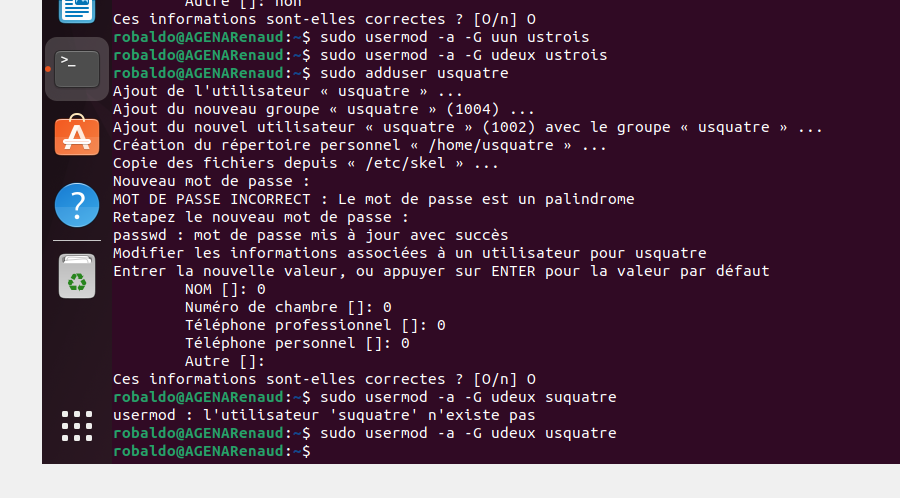 Autre []: non
Ces informations sont-elles correctes ? [O/n] O
robaldo@AGENARenaud:~$ sudo usermod -a -G uun ustrois
robaldo@AGENARenaud:~$ sudo usermod -a -G udeux ustrois
robaldo@AGENARenaud:~$ sudo adduser usquatre
Ajout de l'utilisateur « usquatre » ...
Ajout du nouveau groupe « usquatre » (1004) ...
Ajout du nouvel utilisateur « usquatre » (1002) avec le groupe « usquatre » ...
Création du répertoire personnel « /home/usquatre » ...
Copie des fichiers depuis « /etc/skel » ...
Nouveau mot de passe :
MOT DE PASSE INCORRECT : Le mot de passe est un palindrome
Retapez le nouveau mot de passe :
passwd : mot de passe mis à jour avec succès
Modifier les informations associées à un utilisateur pour usquatre
Entrer la nouvelle valeur, ou appuyer sur ENTER pour la valeur par défaut
NOM []: 0
Numéro de chambre []: 0
Téléphone professionnel []: 0
Téléphone personnel []: 0
Autre []:
Ces informations sont-elles correctes ? [O/n] O
robaldo@AGENARenaud:~$ sudo usermod -a -G udeux suquatre
usermod : l'utilisateur 'suquatre' n'existe pas
robaldo@AGENARenaud:~$ sudo usermod -a -G udeux usquatre
robaldo@AGENARenaud:~$